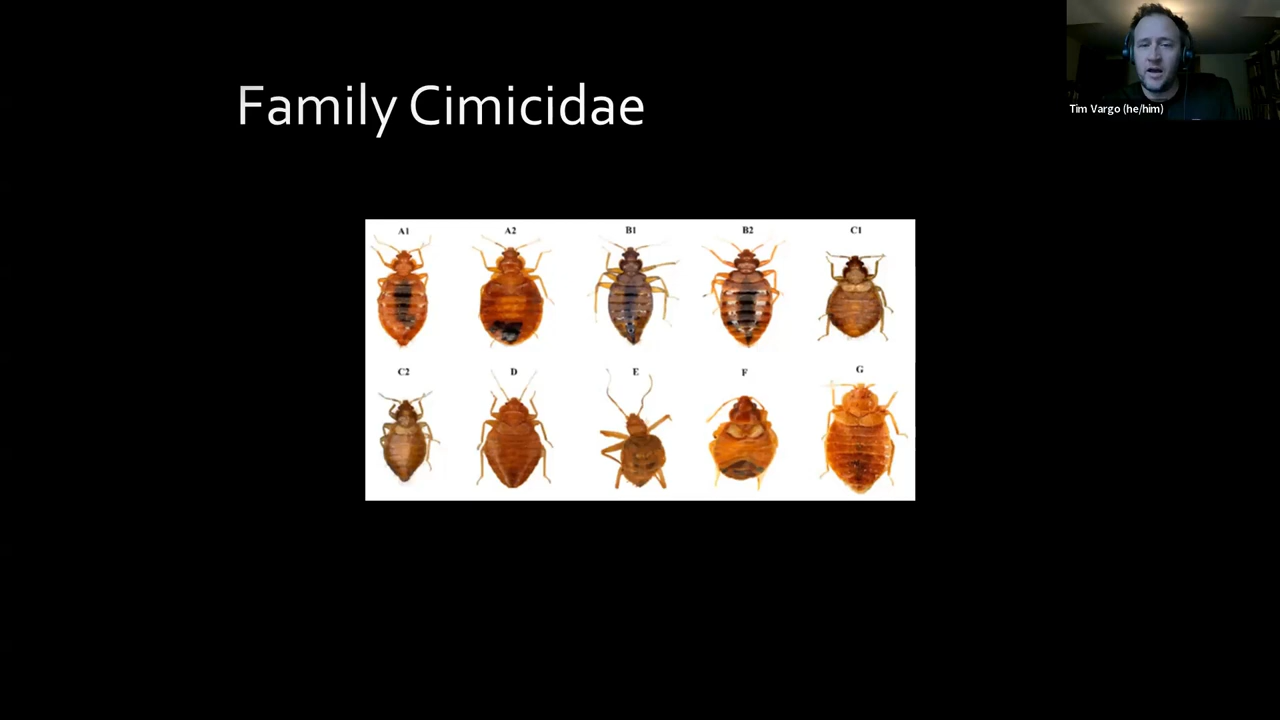 Family Cimicidae
Tim Vargo (he/him)
A1 A2 B1 B2 C1
C2 D E F G